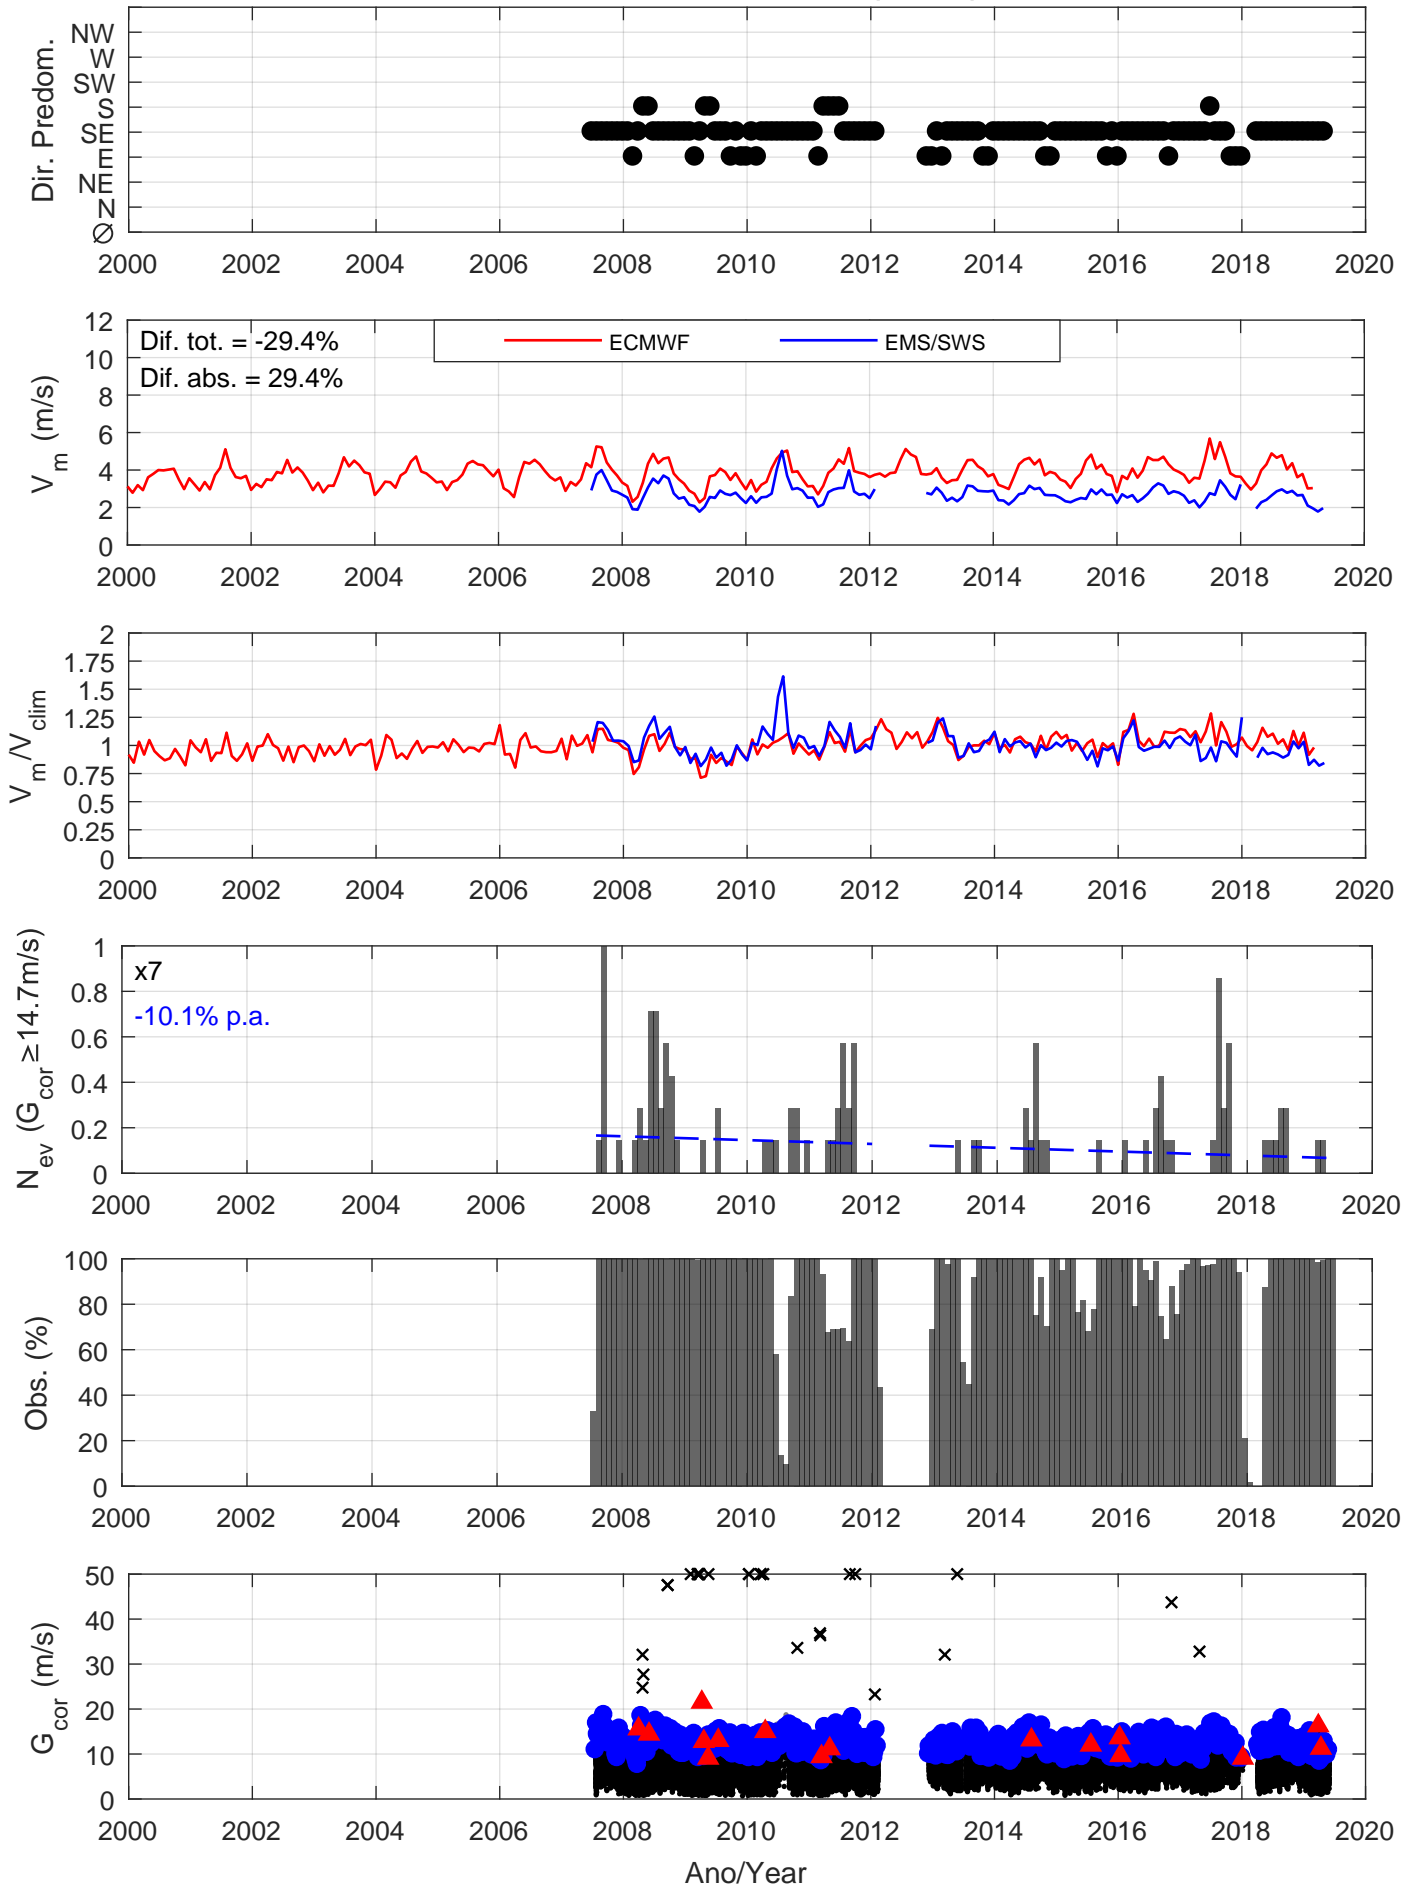 Dir. Predom.
NW
W
SW
S
SE
E
NE
N
Ø
2000 2002 2004 2006 2008 2010 2012 2014 2016 2018 2020
V_m (m/s)
12
10
8
6
4
2
0
Dif. tot. = -29.4%
Dif. abs. = 29.4%
ECMWF EMS/SWS
2000 2002 2004 2006 2008 2010 2012 2014 2016 2018 2020
V_m/V_clim
2
1.75
1.5
1.25
1
0.75
0.5
0.25
0
2000 2002 2004 2006 2008 2010 2012 2014 2016 2018 2020
N_ev (G_cor≥14.7m/s)
1
0.8
0.6
0.4
0.2
0
x7
-10.1% p.a.
2000 2002 2004 2006 2008 2010 2012 2014 2016 2018 2020
Obs. (%)
100
80
60
40
20
0
2000 2002 2004 2006 2008 2010 2012 2014 2016 2018 2020
G_cor (m/s)
50
40
30
20
10
0
2000 2002 2004 2006 2008 2010 2012 2014 2016 2018 2020
Ano/Year